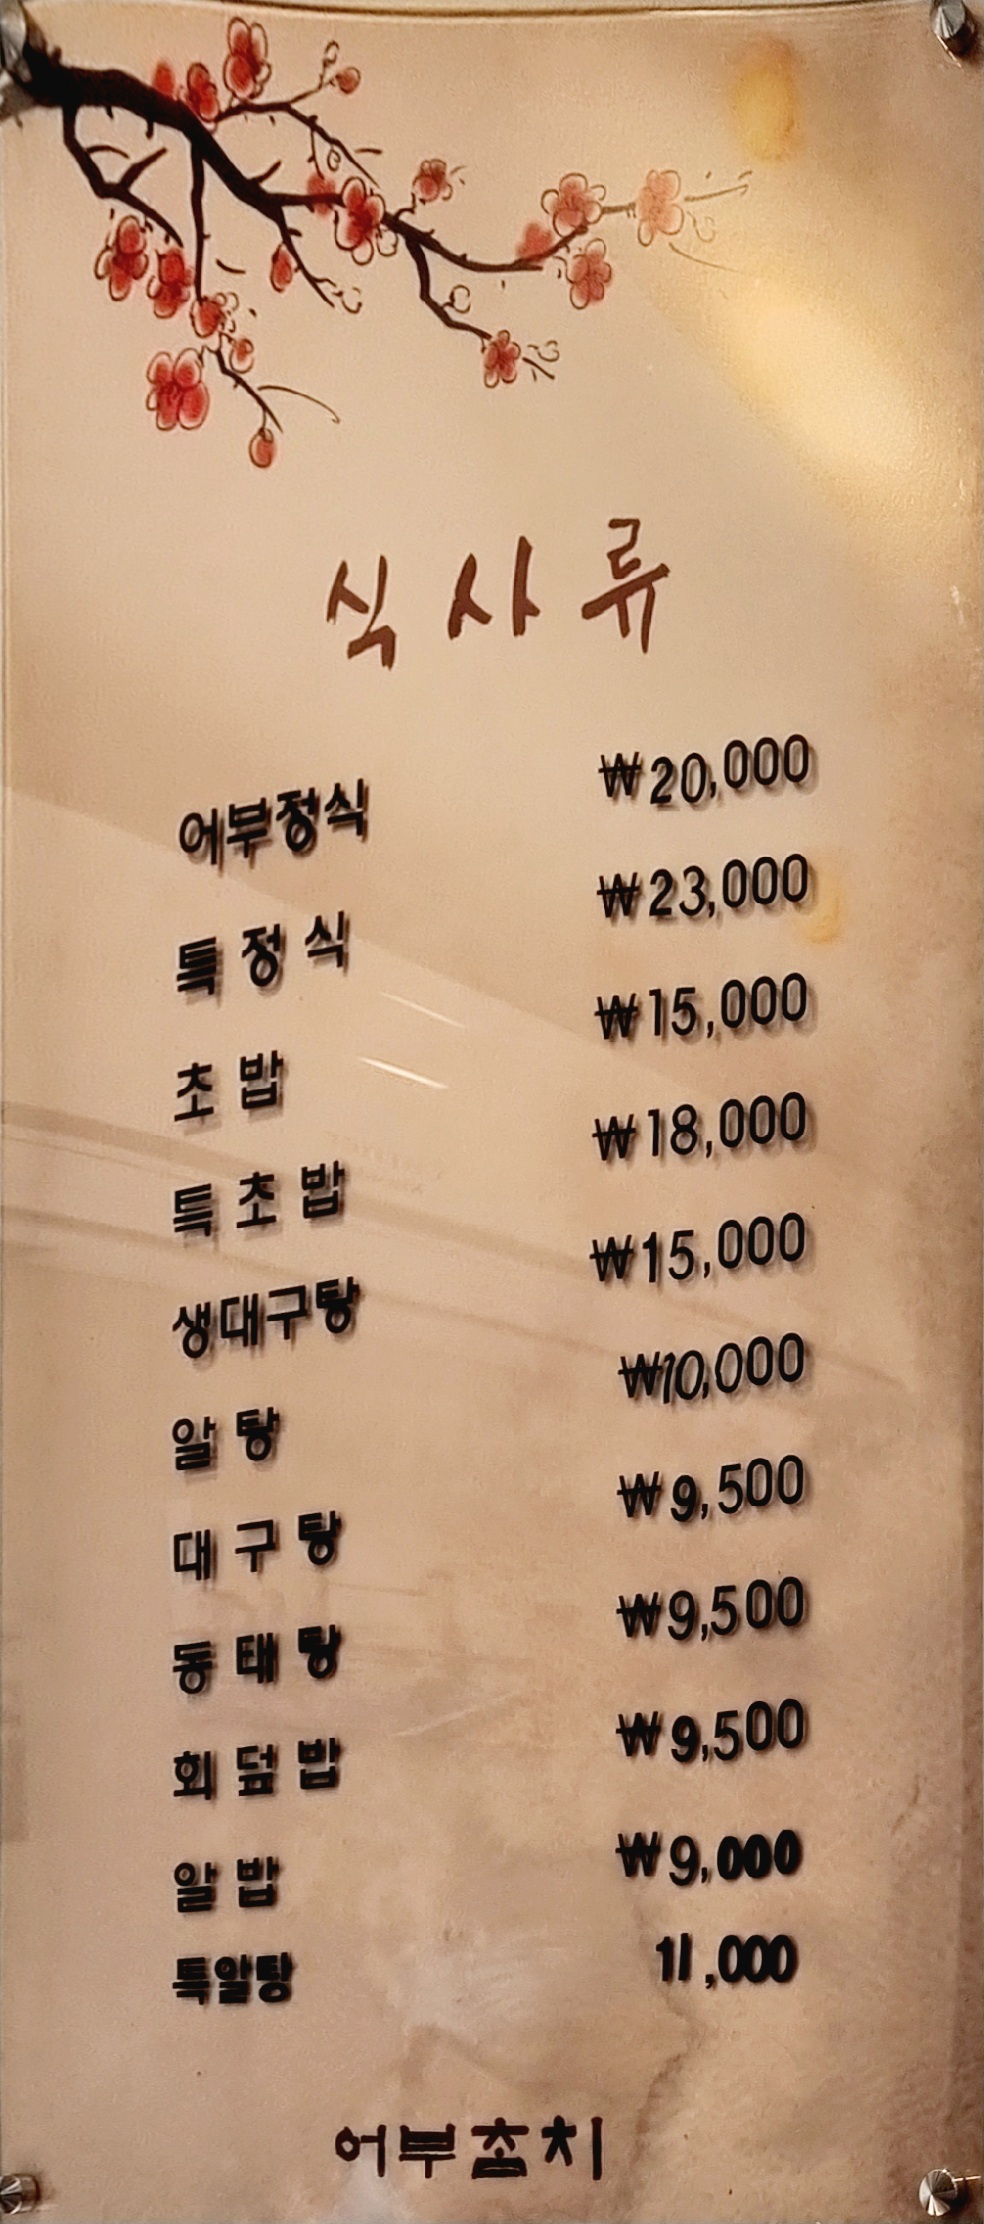 식사류
어부정식 ₩20,000
특정식 ₩23,000
초밥 ₩15,000
특초밥 ₩18,000
생대구탕 ₩15,000
알탕 ₩10,000
대구탕 ₩9,500
동태탕 ₩9,500
회덮밥 ₩9,500
알밥 ₩9,000
특알탕 11,000
어부참치